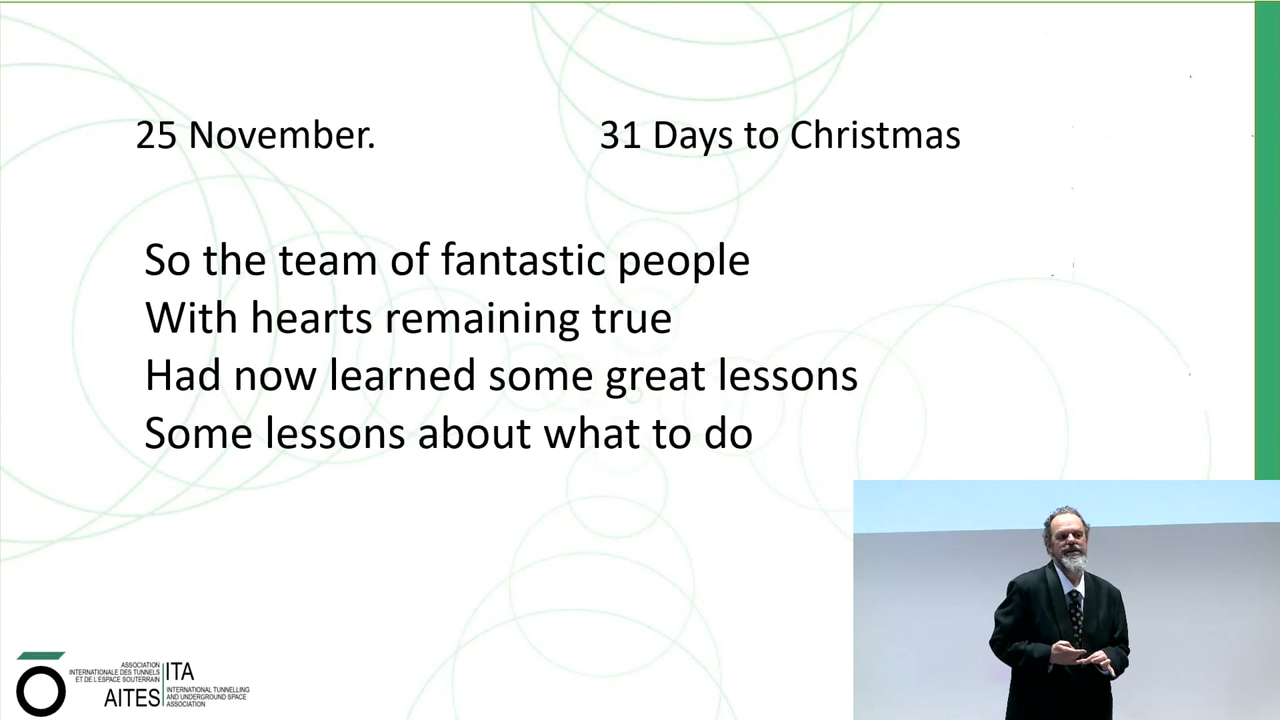 25 November. 31 Days to Christmas
So the team of fantastic people
With hearts remaining true
Had now learned some great lessons
Some lessons about what to do
ASSOCIATION
INTERNATIONALE DES TUNNELS
ET DE L'ESPACE SOUTERRAIN
AITES
ITA
INTERNATIONAL TUNNELLING
AND UNDERGROUND SPACE
ASSOCIATION